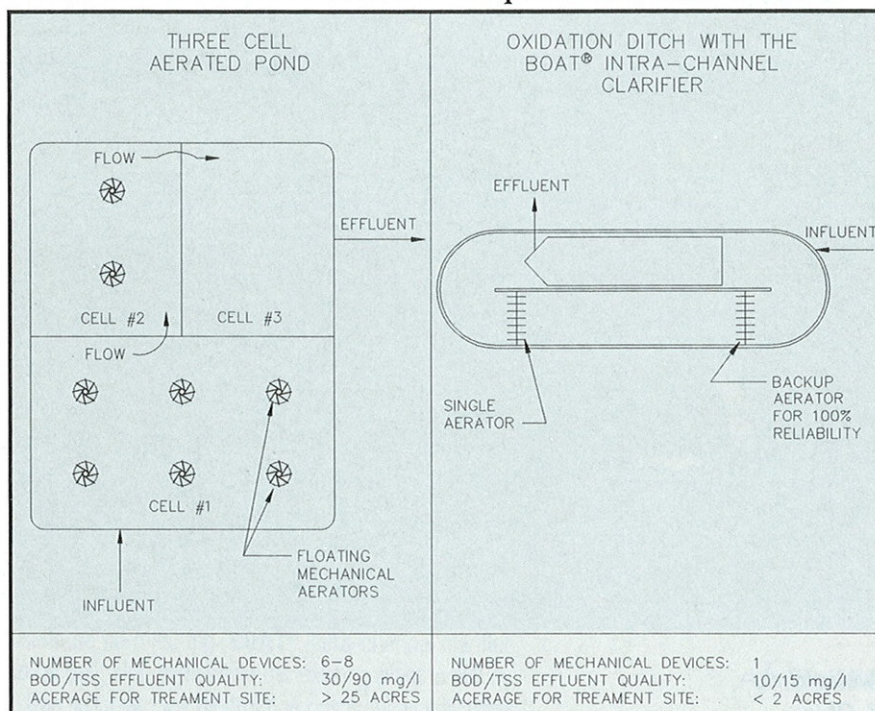 THREE CELL
AERATED POND
FLOW
EFFLUENT
CELL #2
CELL #3
FLOW
CELL #1
FLOATING
MECHANICAL
AERATORS
INFLUENT
NUMBER OF MECHANICAL DEVICES: 6-8
BOD/TSS EFFLUENT QUALITY: 30/90 mg/l
ACERAGE FOR TREAMENT SITE: > 25 ACRES
OXIDATION DITCH WITH THE
BOAT® INTRA-CHANNEL
CLARIFIER
EFFLUENT
INFLUENT
SINGLE
AERATOR
BACKUP
AERATOR
FOR 100%
RELIABILITY
NUMBER OF MECHANICAL DEVICES: 1
BOD/TSS EFFLUENT QUALITY: 10/15 mg/l
ACERAGE FOR TREAMENT SITE: < 2 ACRES